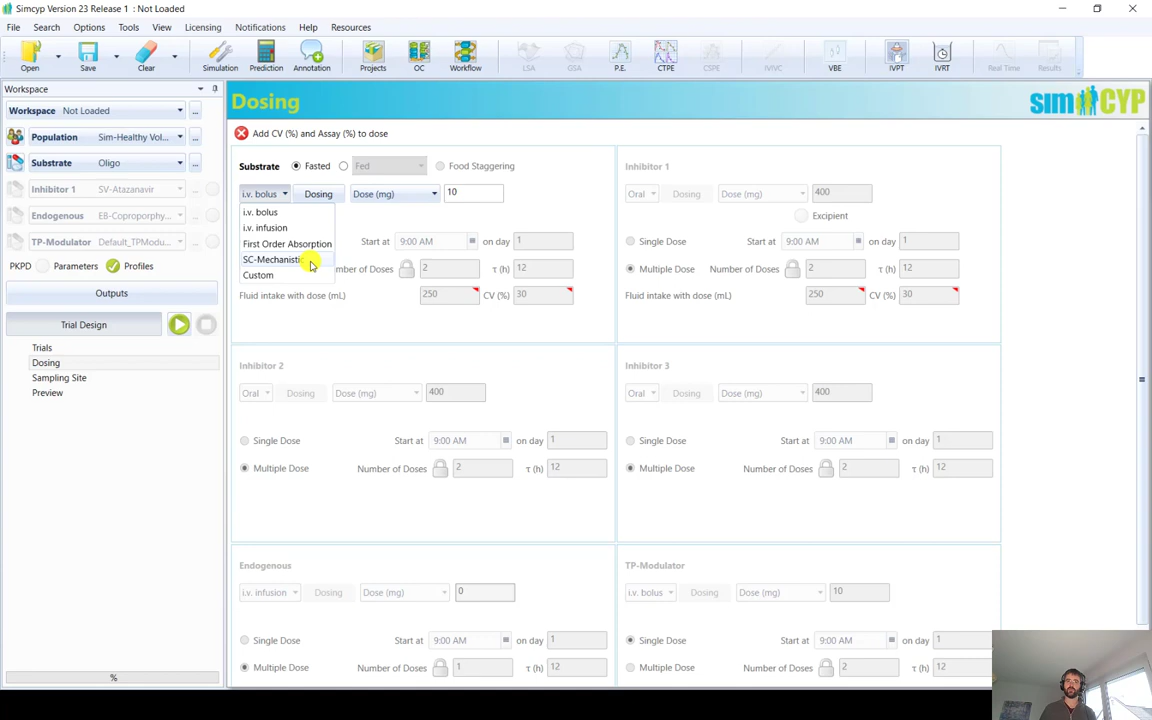 Simcyp Version 23 Release 1 : Not Loaded
File Search Options Tools View Licensing Notifications Help Resources
Open Save Clear Simulation Prediction Annotation Projects OC Workflow LSA GSA P.E. CTPE CSPE IVIVC VBE IVPT IVRT Real Time Results
Workspace
Dosing
simCYP
Workspace Not Loaded ...
Population Sim-Healthy Vol... ...
Substrate Oligo ...
Inhibitor 1 SV-Atazanavir ...
Endogenous EB-Coproporphy... ...
TP-Modulator Default_TPModu... ...
PKPD Parameters Profiles
Outputs
Trial Design
Trials
Dosing
Sampling Site
Preview
%
Add CV (%) and Assay (%) to dose
Substrate Fasted Fed Food Staggering
i.v. bolus Dosing Dose (mg) 10
i.v. bolus
i.v. infusion
First Order Absorption
SC-Mechanistic
Custom
Start at 9:00 AM on day 1
mber of Doses 2 τ (h) 12
Fluid intake with dose (mL) 250 CV (%) 30
Inhibitor 1
Oral Dosing Dose (mg) 400
Excipient
Single Dose Start at 9:00 AM on day 1
Multiple Dose Number of Doses 2 τ (h) 12
Fluid intake with dose (mL) 250 CV (%) 30
Inhibitor 2
Oral Dosing Dose (mg) 400
Single Dose Start at 9:00 AM on day 1
Multiple Dose Number of Doses 2 τ (h) 12
Inhibitor 3
Oral Dosing Dose (mg) 400
Single Dose Start at 9:00 AM on day 1
Multiple Dose Number of Doses 2 τ (h) 12
Endogenous
i.v. infusion Dosing Dose (mg) 0
Single Dose Start at 9:00 AM on day 1
Multiple Dose Number of Doses 1 τ (h) 12
TP-Modulator
i.v. bolus Dosing Dose (mg) 10
Single Dose Start at 9:00 AM on day
Multiple Dose Number of Doses 2 τ (h)